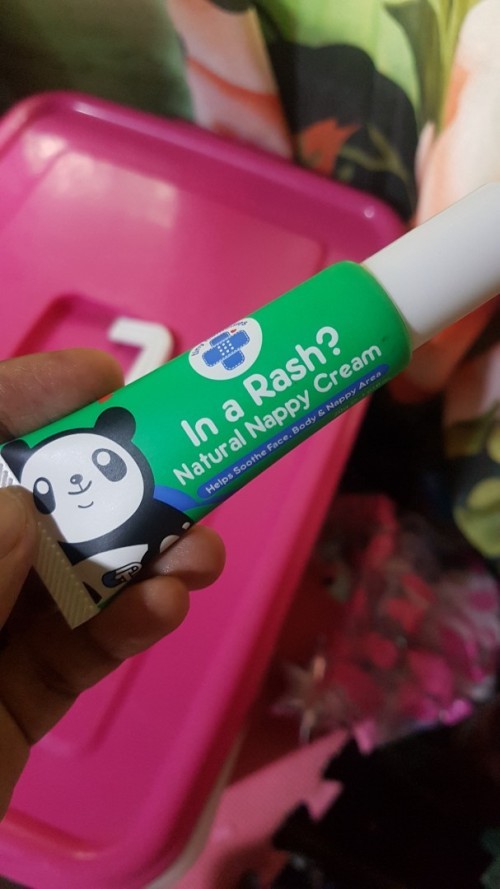 In a Rash?
Natural Nappy Cream
Helps Soothe Face, Body & Nappy Area